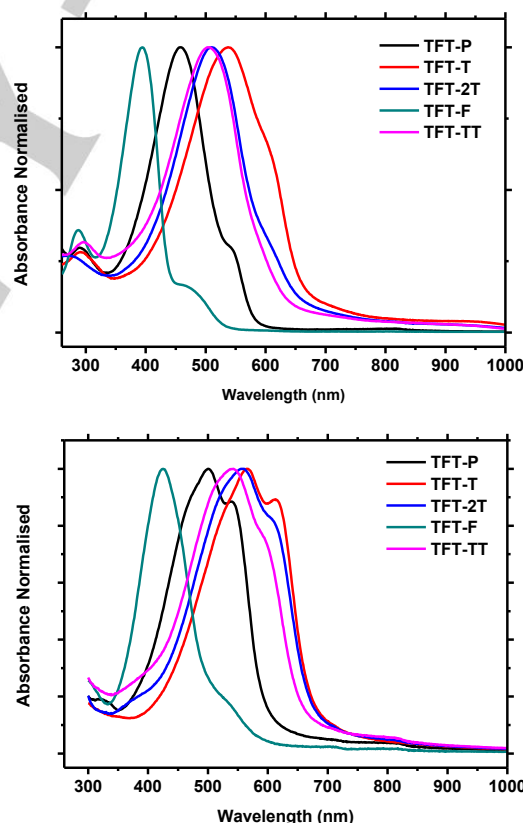 Absorbance Normalised
TFT-P
TFT-T
TFT-2T
TFT-F
TFT-TT
300 400 500 600 700 800 900 1000
Wavelength (nm)
Absorbance Normalised
TFT-P
TFT-T
TFT-2T
TFT-F
TFT-TT
300 400 500 600 700 800 900 1000
Wavelength (nm)